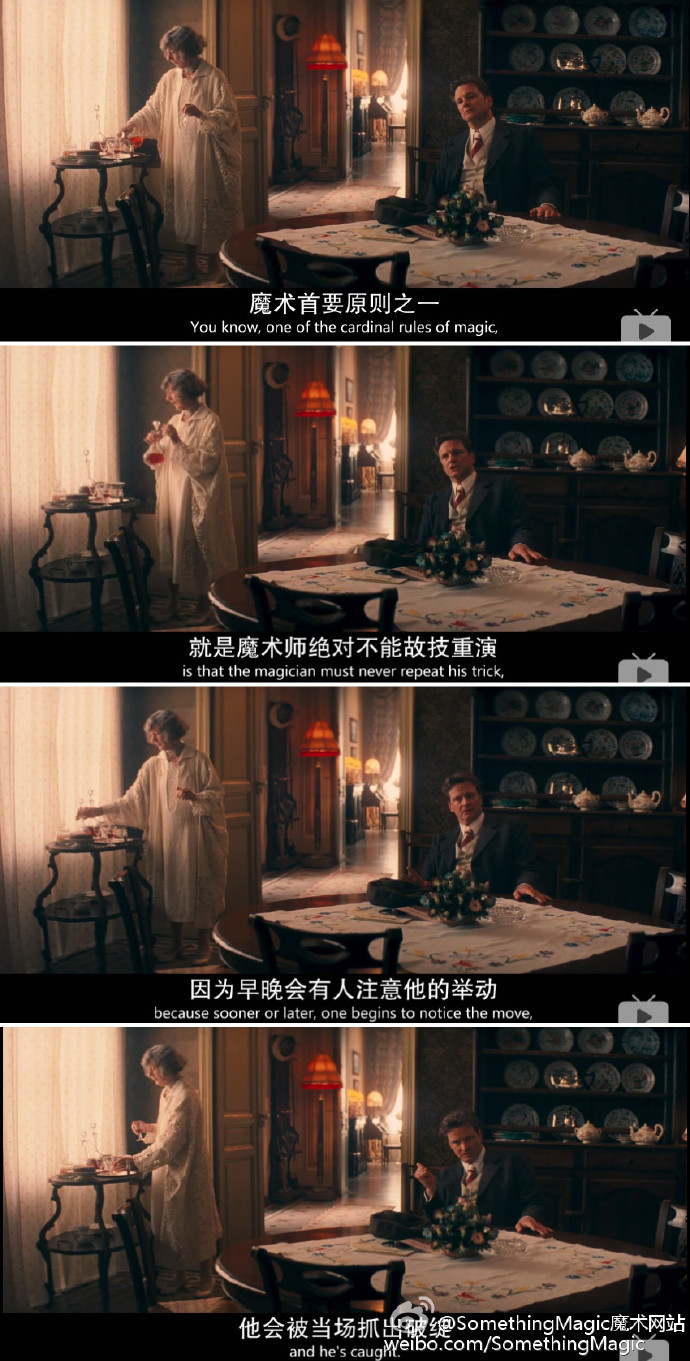 魔术首要原则之一
You know, one of the cardinal rules of magic,
就是魔术师绝对不能故技重演
is that the magician must never repeat his trick,
因为早晚会有人注意他的举动
because sooner or later, one begins to notice the move,
他会被当场抓出破绽
@SomethingMagic魔术网站
and he's caught.
weibo.com/SomethingMagic